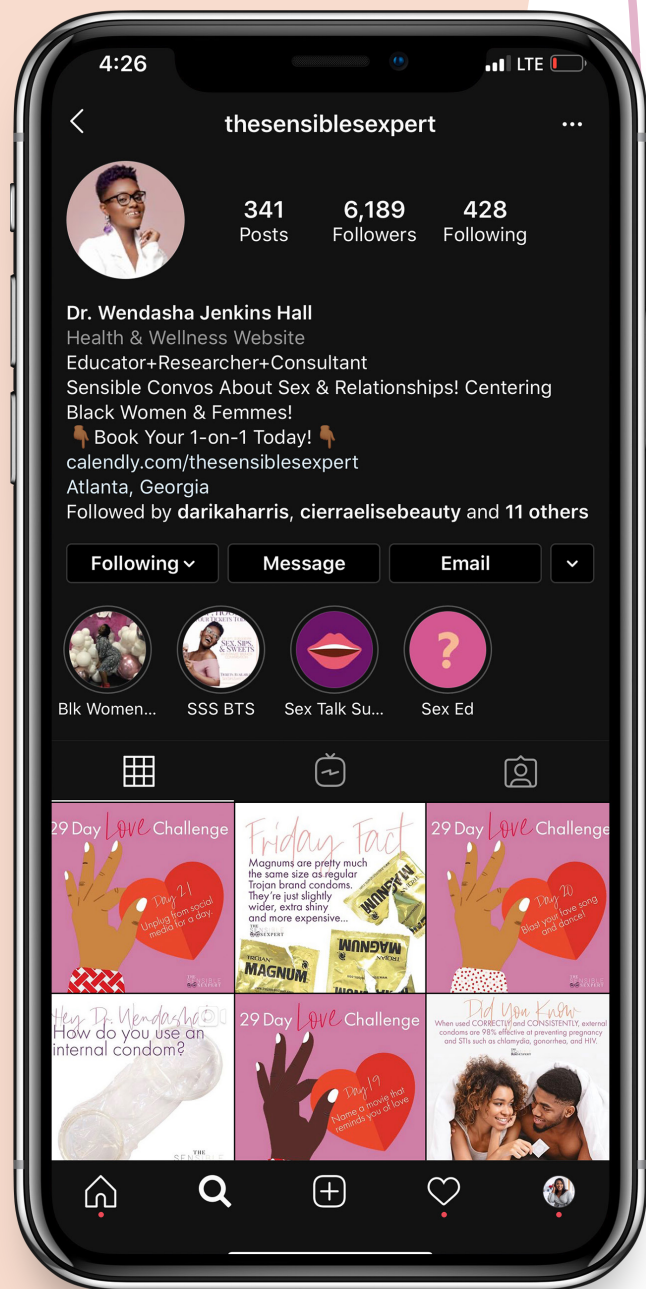 4:26
LTE
thesensiblesexpert
341
Posts
6,189
Followers
428
Following
Dr. Wendasha Jenkins Hall
Health & Wellness Website
Educator+Researcher+Consultant
Sensible Convos About Sex & Relationships! Centering
Black Women & Femmes!
👇🏾Book Your 1-on-1 Today!👇🏾
calendly.com/thesensiblesexpert
Atlanta, Georgia
Followed by darikaharris, cierraelisebeauty and 11 others
Following
Message
Email
SEX, SIPS,
& SWEETS
?
Blk Women...
SSS BTS
Sex Talk Su...
Sex Ed
29 Day Love Challenge
Day 21
Unplug from social
media for a day.
Friday Fact
Magnums are pretty much
the same size as regular
Trojan brand condoms.
They're just slightly
wider, extra shiny
and more expensive...
MAGNUM
MAGNUM
TROJAN
MAGNUM
MAGNUM
29 Day Love Challenge
Day 20
Blast your fave song
and dance!
Hey Dr. Wendasha
How do you use an
internal condom?
THE
29 Day Love Challenge
Day 19
Name a movie that
reminds you of love
Did You Know
When used CORRECTLY and CONSISTENTLY, external
condoms are 98% effective at preventing pregnancy
and STIs such as chlamydia, gonorrhea, and HIV.